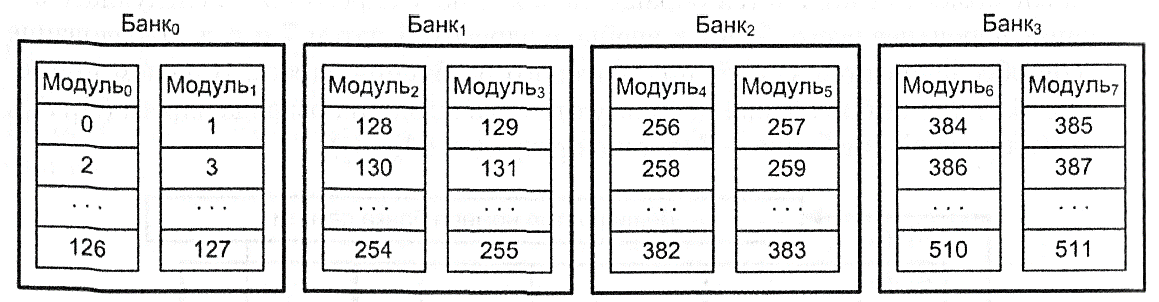 Банк₀ Банк₁ Банк₂ Банк₃
Модуль₀ Модуль₁ Модуль₂ Модуль₃ Модуль₄ Модуль₅ Модуль₆ Модуль₇
0 1 128 129 256 257 384 385
2 3 130 131 258 259 386 387
... ... ... ... ... ... ... ...
126 127 254 255 382 383 510 511